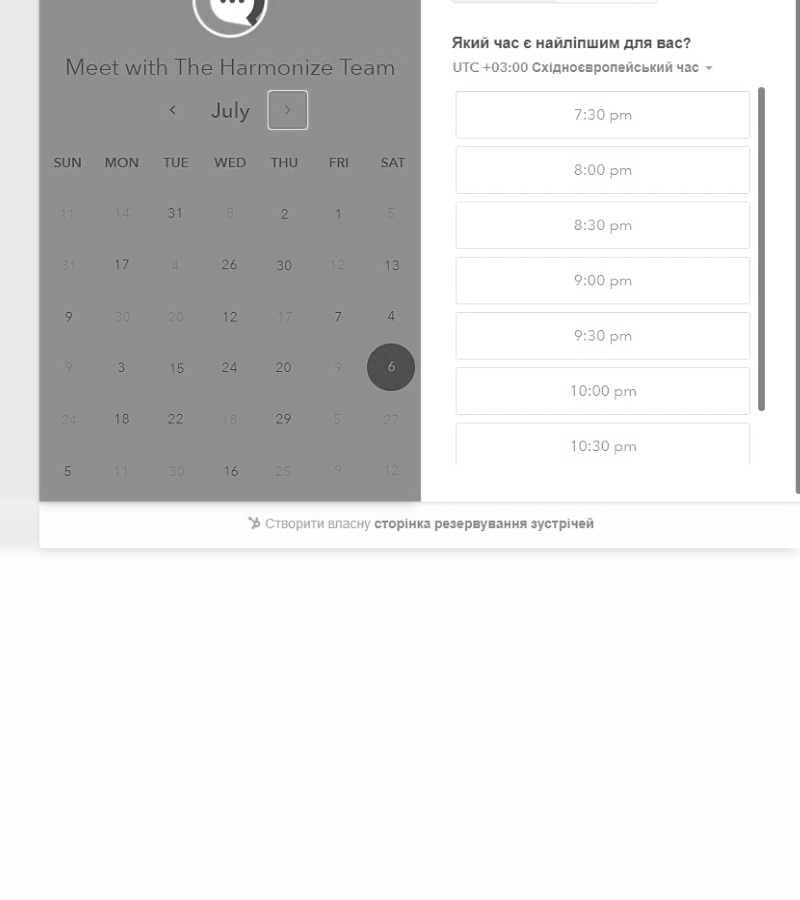 Meet with The Harmonize Team
July
SUN MON TUE WED THU FRI SAT
11 14 31 8 2 1 5
31 17 4 26 30 12 13
9 30 20 12 17 7 4
9 3 15 24 20 9 6
24 18 22 18 29 5 27
5 11 30 16 25 9 12
Який час є найліпшим для вас?
UTC +03:00 Східноєвропейський час
7:30 pm
8:00 pm
8:30 pm
9:00 pm
9:30 pm
10:00 pm
10:30 pm
Створити власну сторінка резервування зустрічей